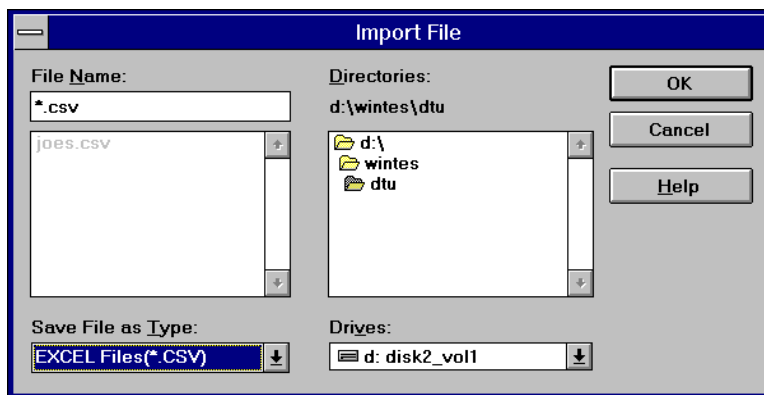 Import File
File Name:
*.csv
joes.csv
Directories:
d:\wintes\dtu
d:\
wintes
dtu
OK
Cancel
Help
Save File as Type:
EXCEL Files(*.CSV)
Drives:
d: disk2_vol1